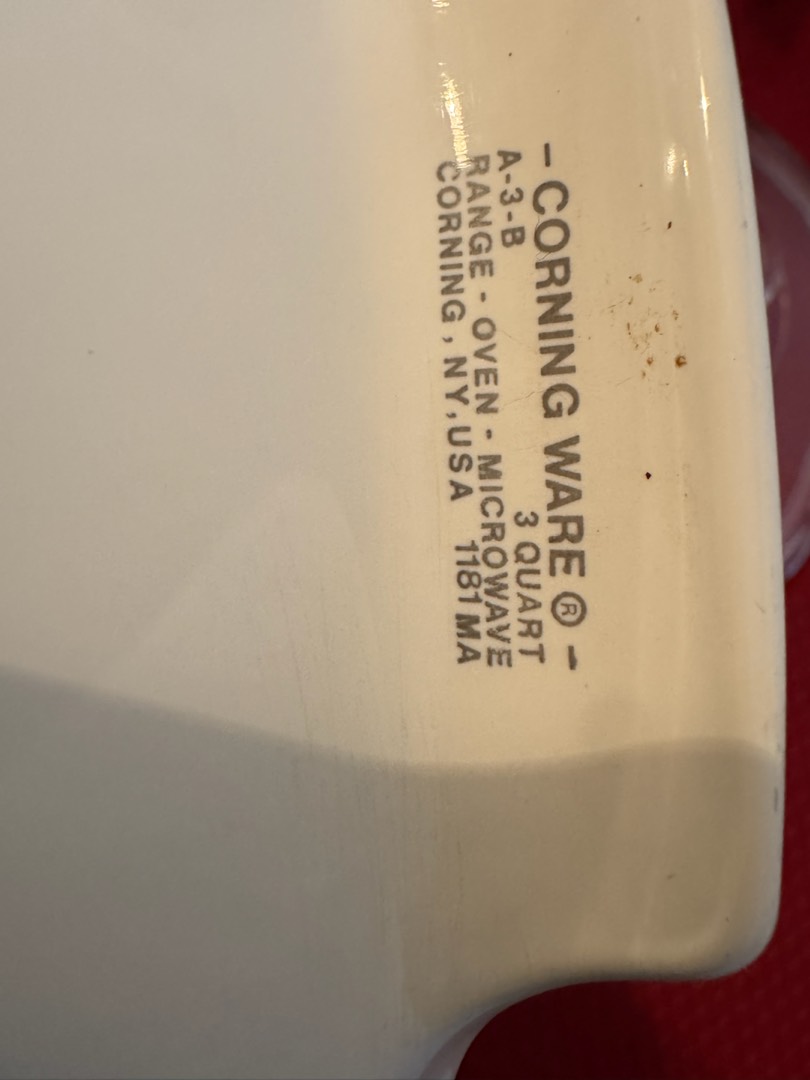 - CORNING WARE ® -
A-3-B 3 QUART
RANGE - OVEN - MICROWAVE
CORNING , NY, USA 1181 MA